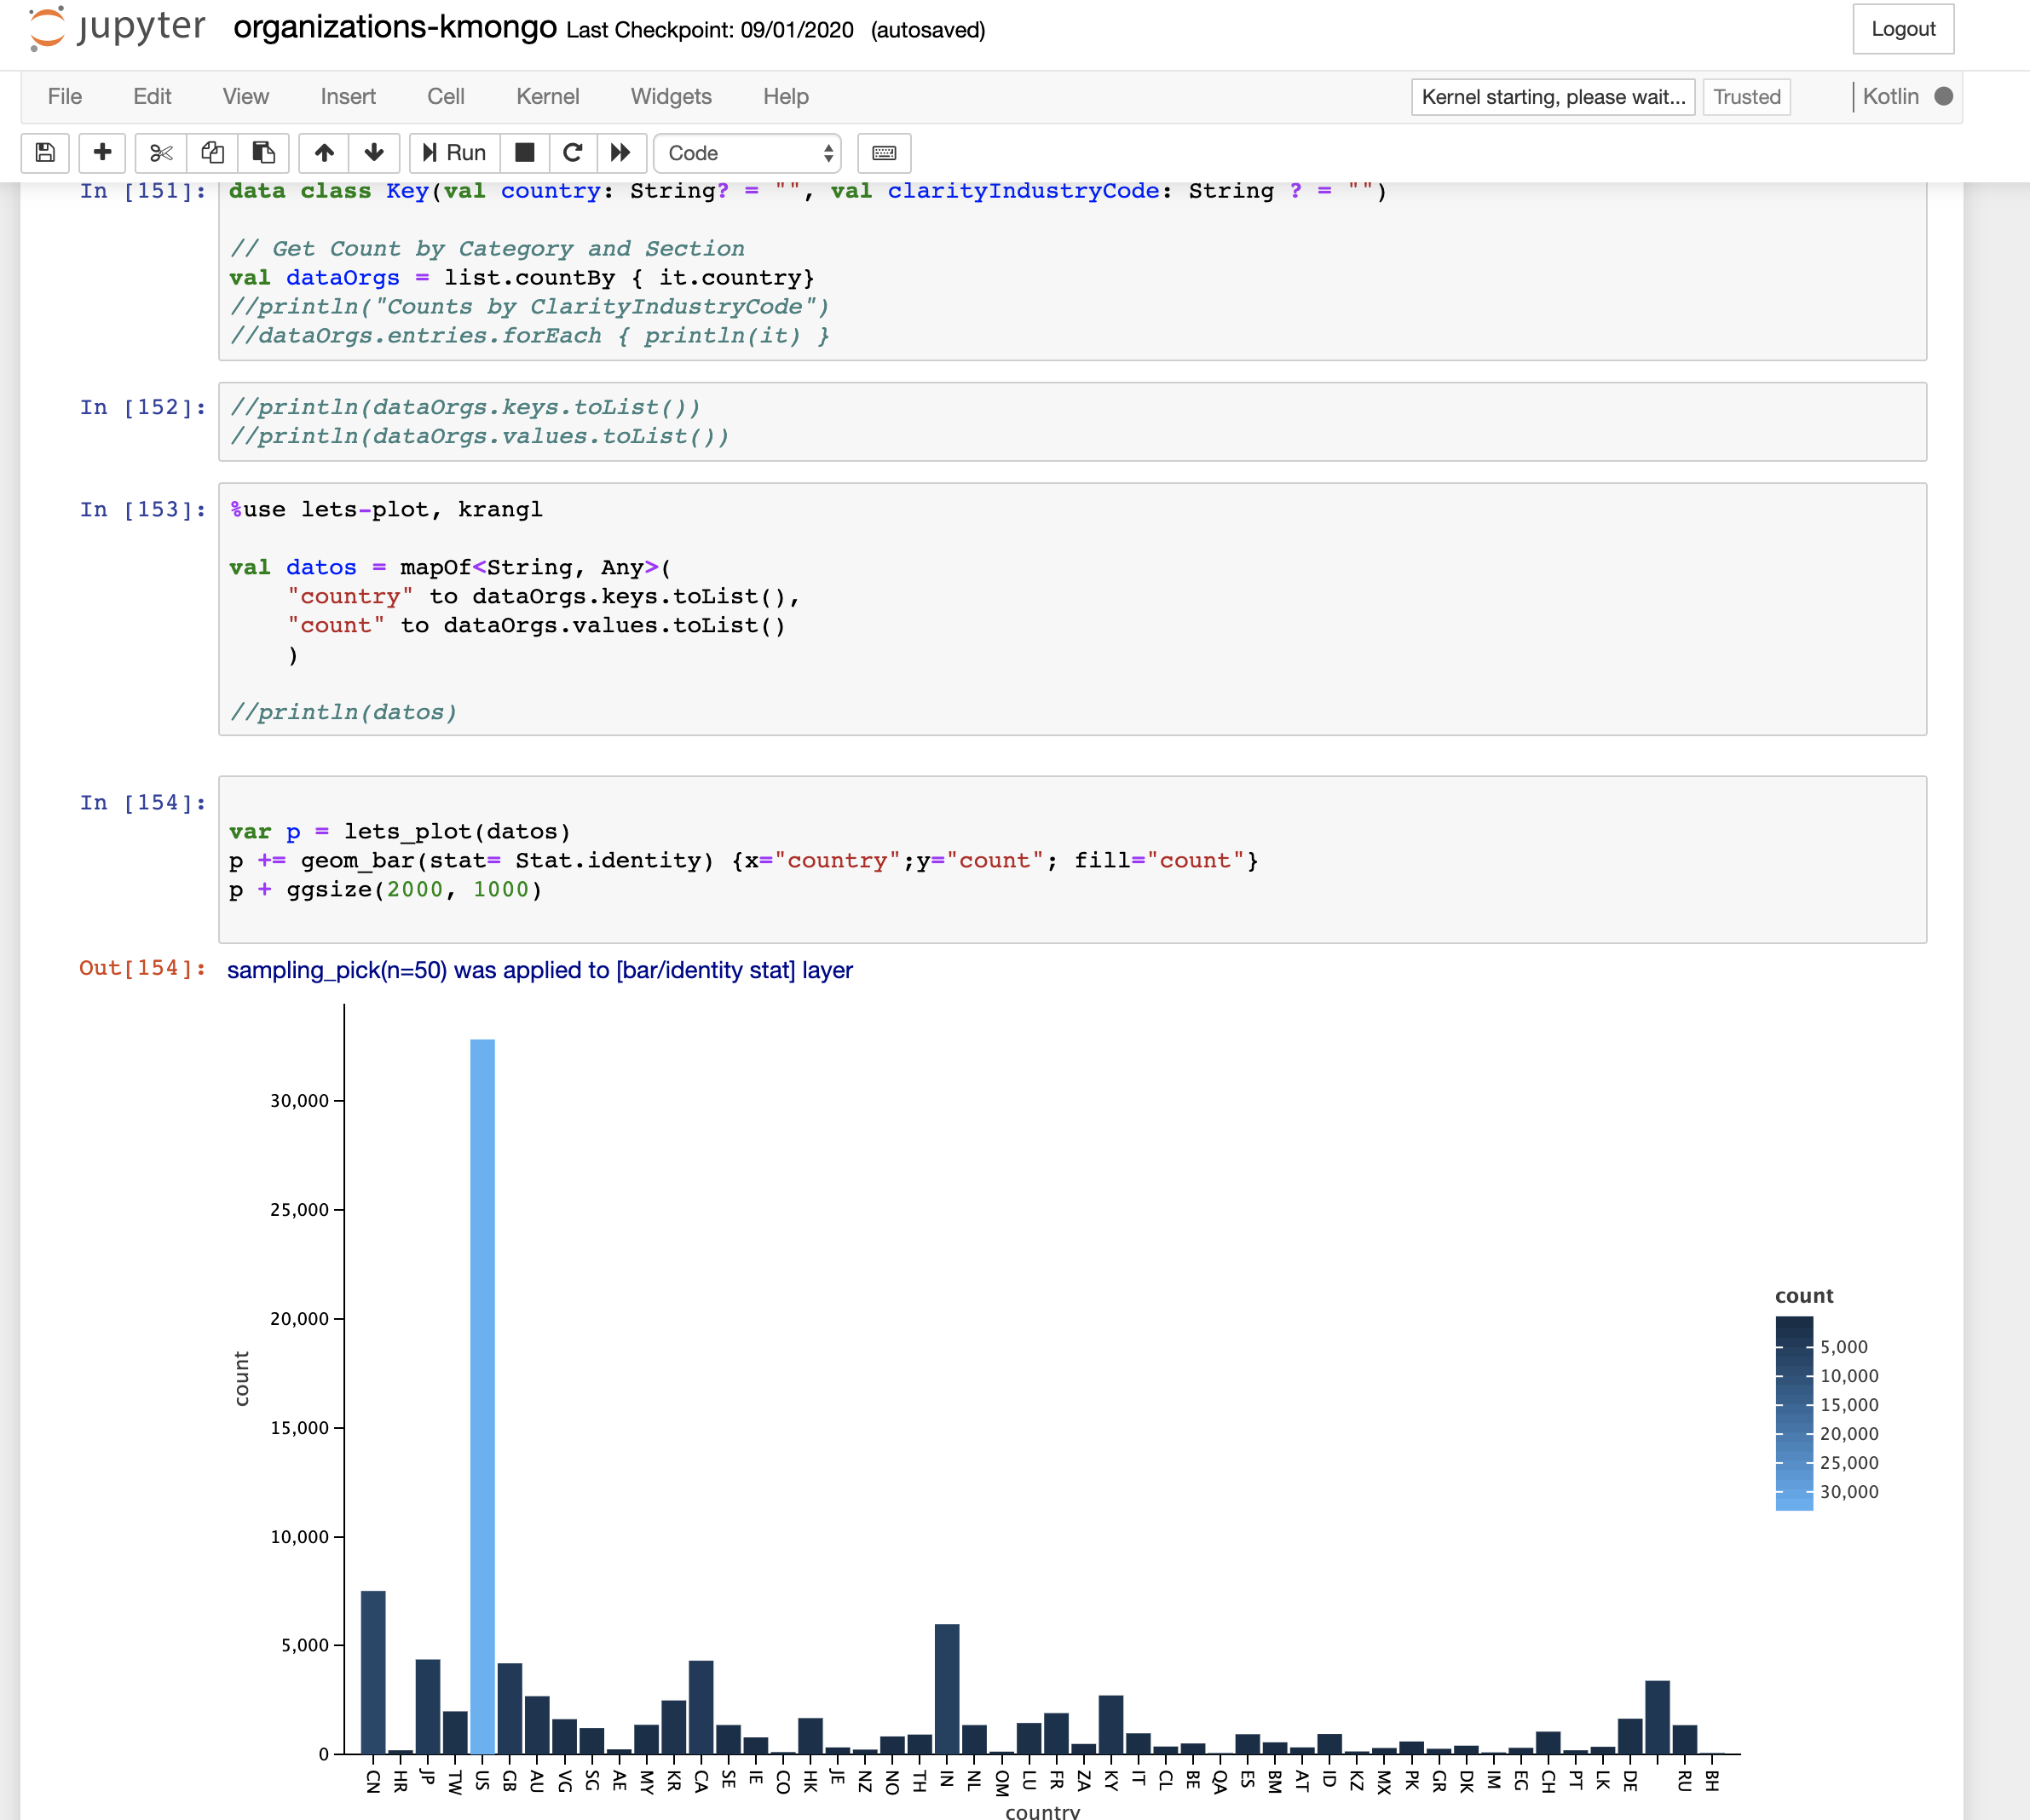 jupyter organizations-kmongo Last Checkpoint: 09/01/2020 (autosaved) Logout
File Edit View Insert Cell Kernel Widgets Help Kernel starting, please wait... Trusted Kotlin
Run Code
In [151]: data class Key(val country: String? = "", val clarityIndustryCode: String ? = "")
// Get Count by Category and Section
val dataOrgs = list.countBy { it.country}
//println("Counts by ClarityIndustryCode")
//dataOrgs.entries.forEach { println(it) }
In [152]: //println(dataOrgs.keys.toList())
//println(dataOrgs.values.toList())
In [153]: %use lets-plot, krangl
val datos = mapOf<String, Any>(
"country" to dataOrgs.keys.toList(),
"count" to dataOrgs.values.toList()
)
//println(datos)
In [154]:
var p = lets_plot(datos)
p += geom_bar(stat= Stat.identity) {x="country";y="count"; fill="count"}
p + ggsize(2000, 1000)
Out[154]: sampling_pick(n=50) was applied to [bar/identity stat] layer
30,000
25,000
20,000
15,000
10,000
5,000
0
count
count
5,000
10,000
15,000
20,000
25,000
30,000
CN HR JP TW US GB AU VG SG AE MY KR CA SE IE CO HK JE NZ NO TH IN NL OM LU FR ZA KY IT CL BE QA ES BM AT ID KZ MX PK GR DK IM EG CH PT LK DE RU BH
country